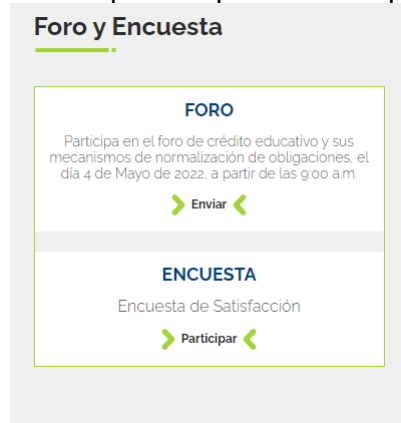 Foro y Encuesta
FORO
Participa en el foro de crédito educativo y sus
mecanismos de normalización de obligaciones, el
día 4 de Mayo de 2022, a partir de las 9:00 a.m.
Enviar
ENCUESTA
Encuesta de Satisfacción
Participar